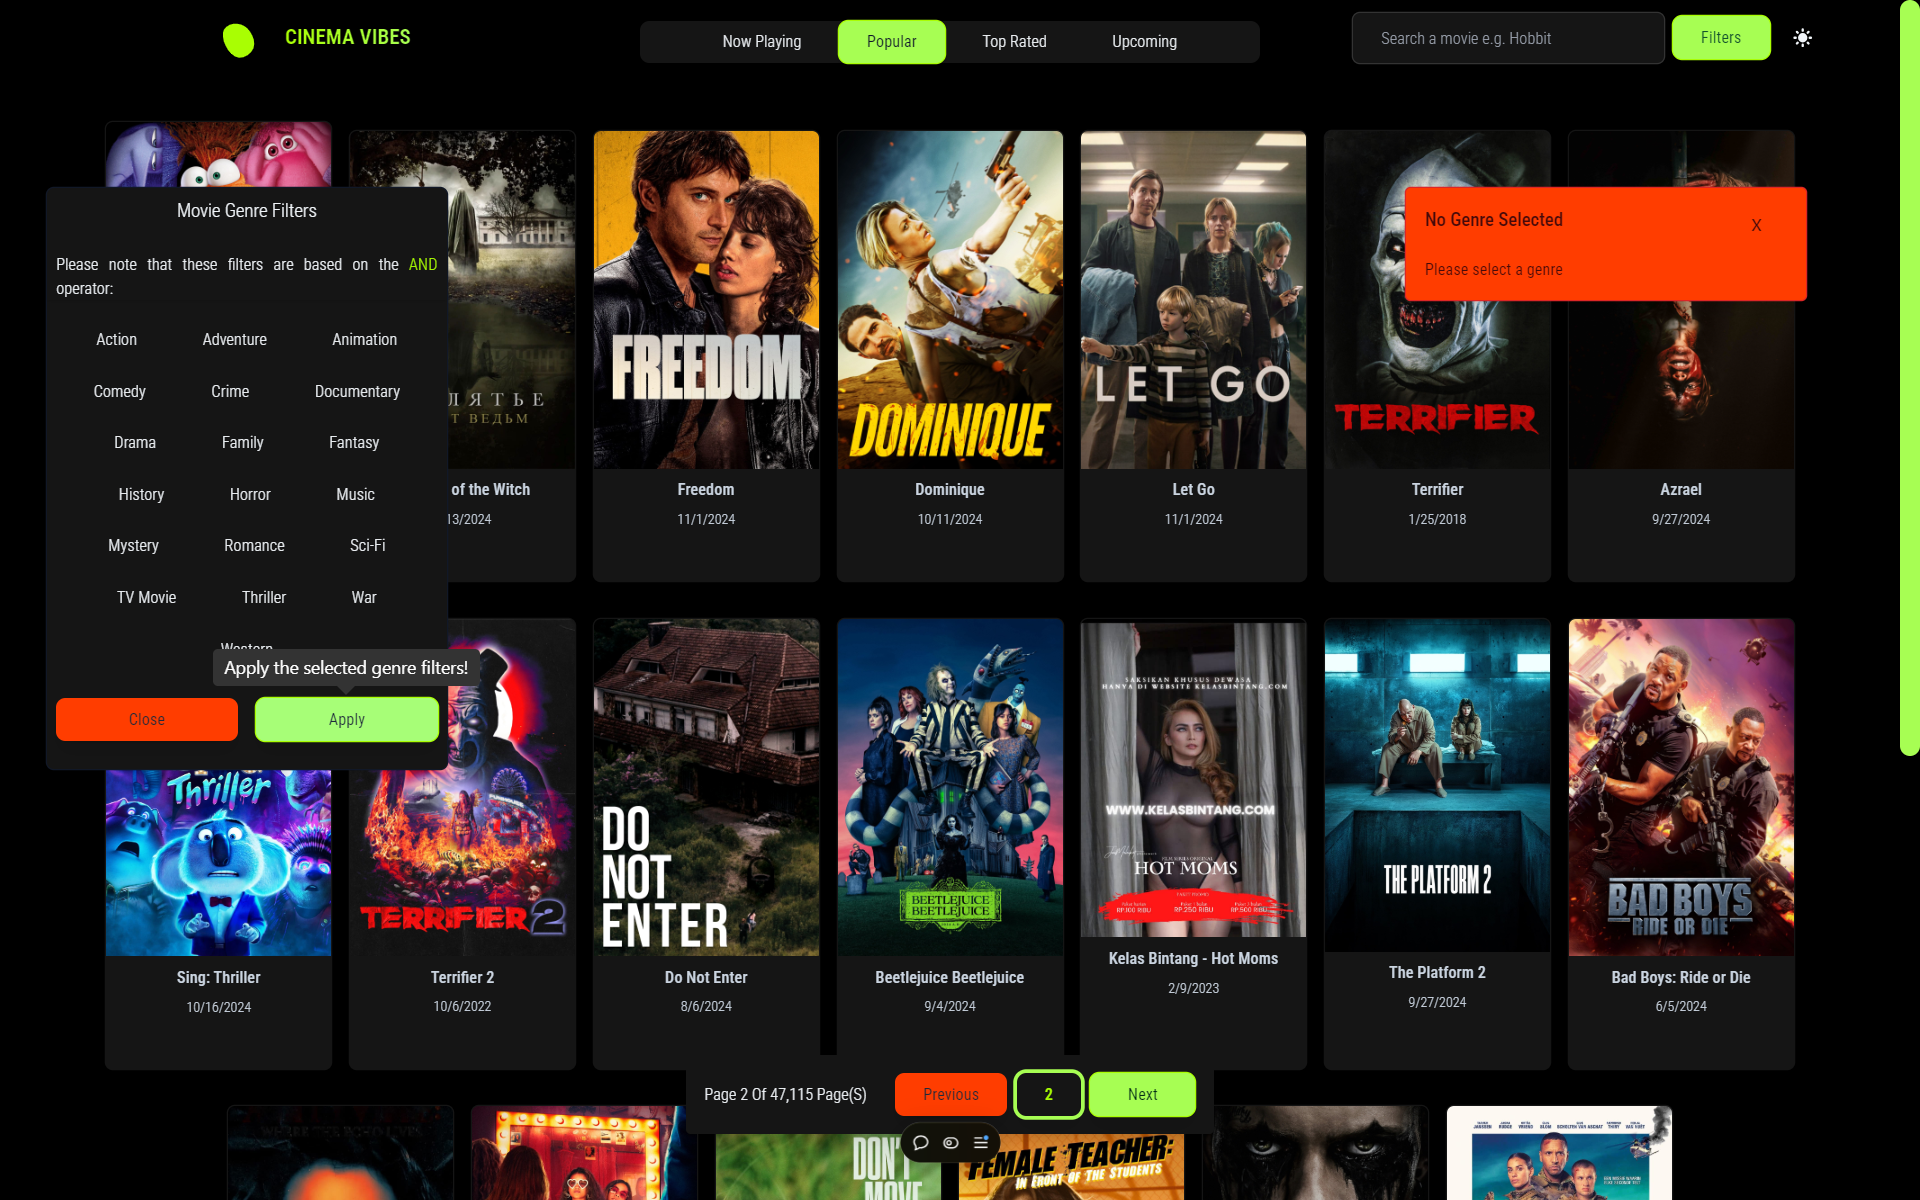 CINEMA VIBES
Now Playing
Popular
Top Rated
Upcoming
Search a movie e.g. Hobbit
Filters
Movie Genre Filters
Please note that these filters are based on the AND
operator:
Action
Adventure
Animation
Comedy
Crime
Documentary
Drama
Family
Fantasy
History
Horror
Music
Mystery
Romance
Sci-Fi
TV Movie
Thriller
War
Western
Apply the selected genre filters!
Close
Apply
No Genre Selected
X
Please select a genre
ЛЯТЬЕ
Т ВЕДЬМ
FREEDOM
DOMINIQUE
LET GO
TERRIFIER
of the Witch
13/2024
Freedom
11/1/2024
Dominique
10/11/2024
Let Go
11/1/2024
Terrifier
1/25/2018
Azrael
9/27/2024
Thriller
TERRIFIER 2
DO
NOT
ENTER
BEETLEJUICE
BEETLEJUICE
SAKSIKAN KHUSUS DEWASA
HANYA DI WEBSITE KELASBINTANG.COM
WWW.KELASBINTANG.COM
HOT MOMS
RP.100 RIBU
RP.250 RIBU
RP.500 RIBU
THE PLATFORM 2
BAD BOYS
RIDE OR DIE
Sing: Thriller
10/16/2024
Terrifier 2
10/6/2022
Do Not Enter
8/6/2024
Beetlejuice Beetlejuice
9/4/2024
Kelas Bintang - Hot Moms
2/9/2023
The Platform 2
9/27/2024
Bad Boys: Ride or Die
6/5/2024
Page 2 Of 47,115 Page(S)
Previous
2
Next
DON'T
MOVE
FEMALE TEACHER:
IN FRONT OF THE STUDENTS